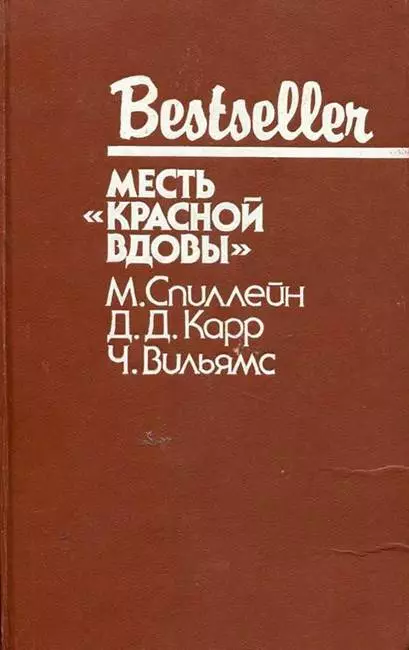 Bestseller
МЕСТЬ
«КРАСНОЙ
ВДОВЫ»
М. Спиллейн
Д. Д. Карр
Ч. Вильямс